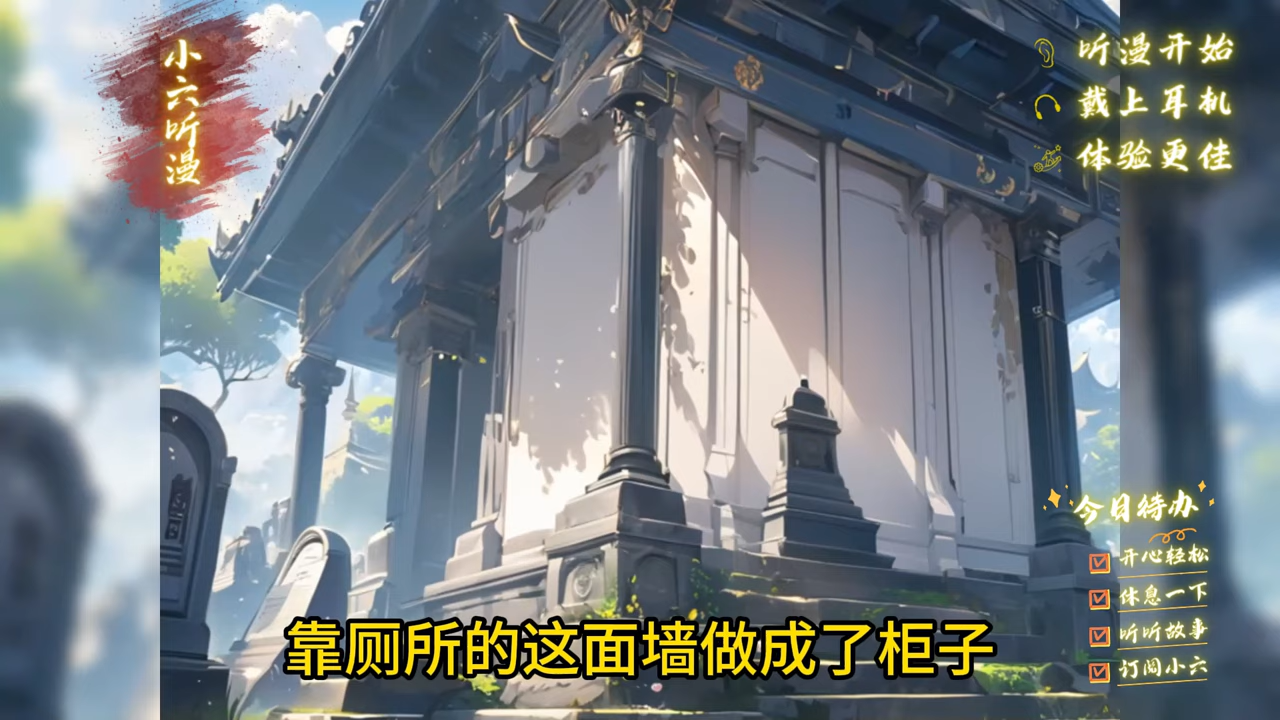 小六听漫
听漫开始
戴上耳机
体验更佳
今日待办
开心轻松
休息一下
听听故事
订阅小六
靠厕所的这面墙做成了柜子